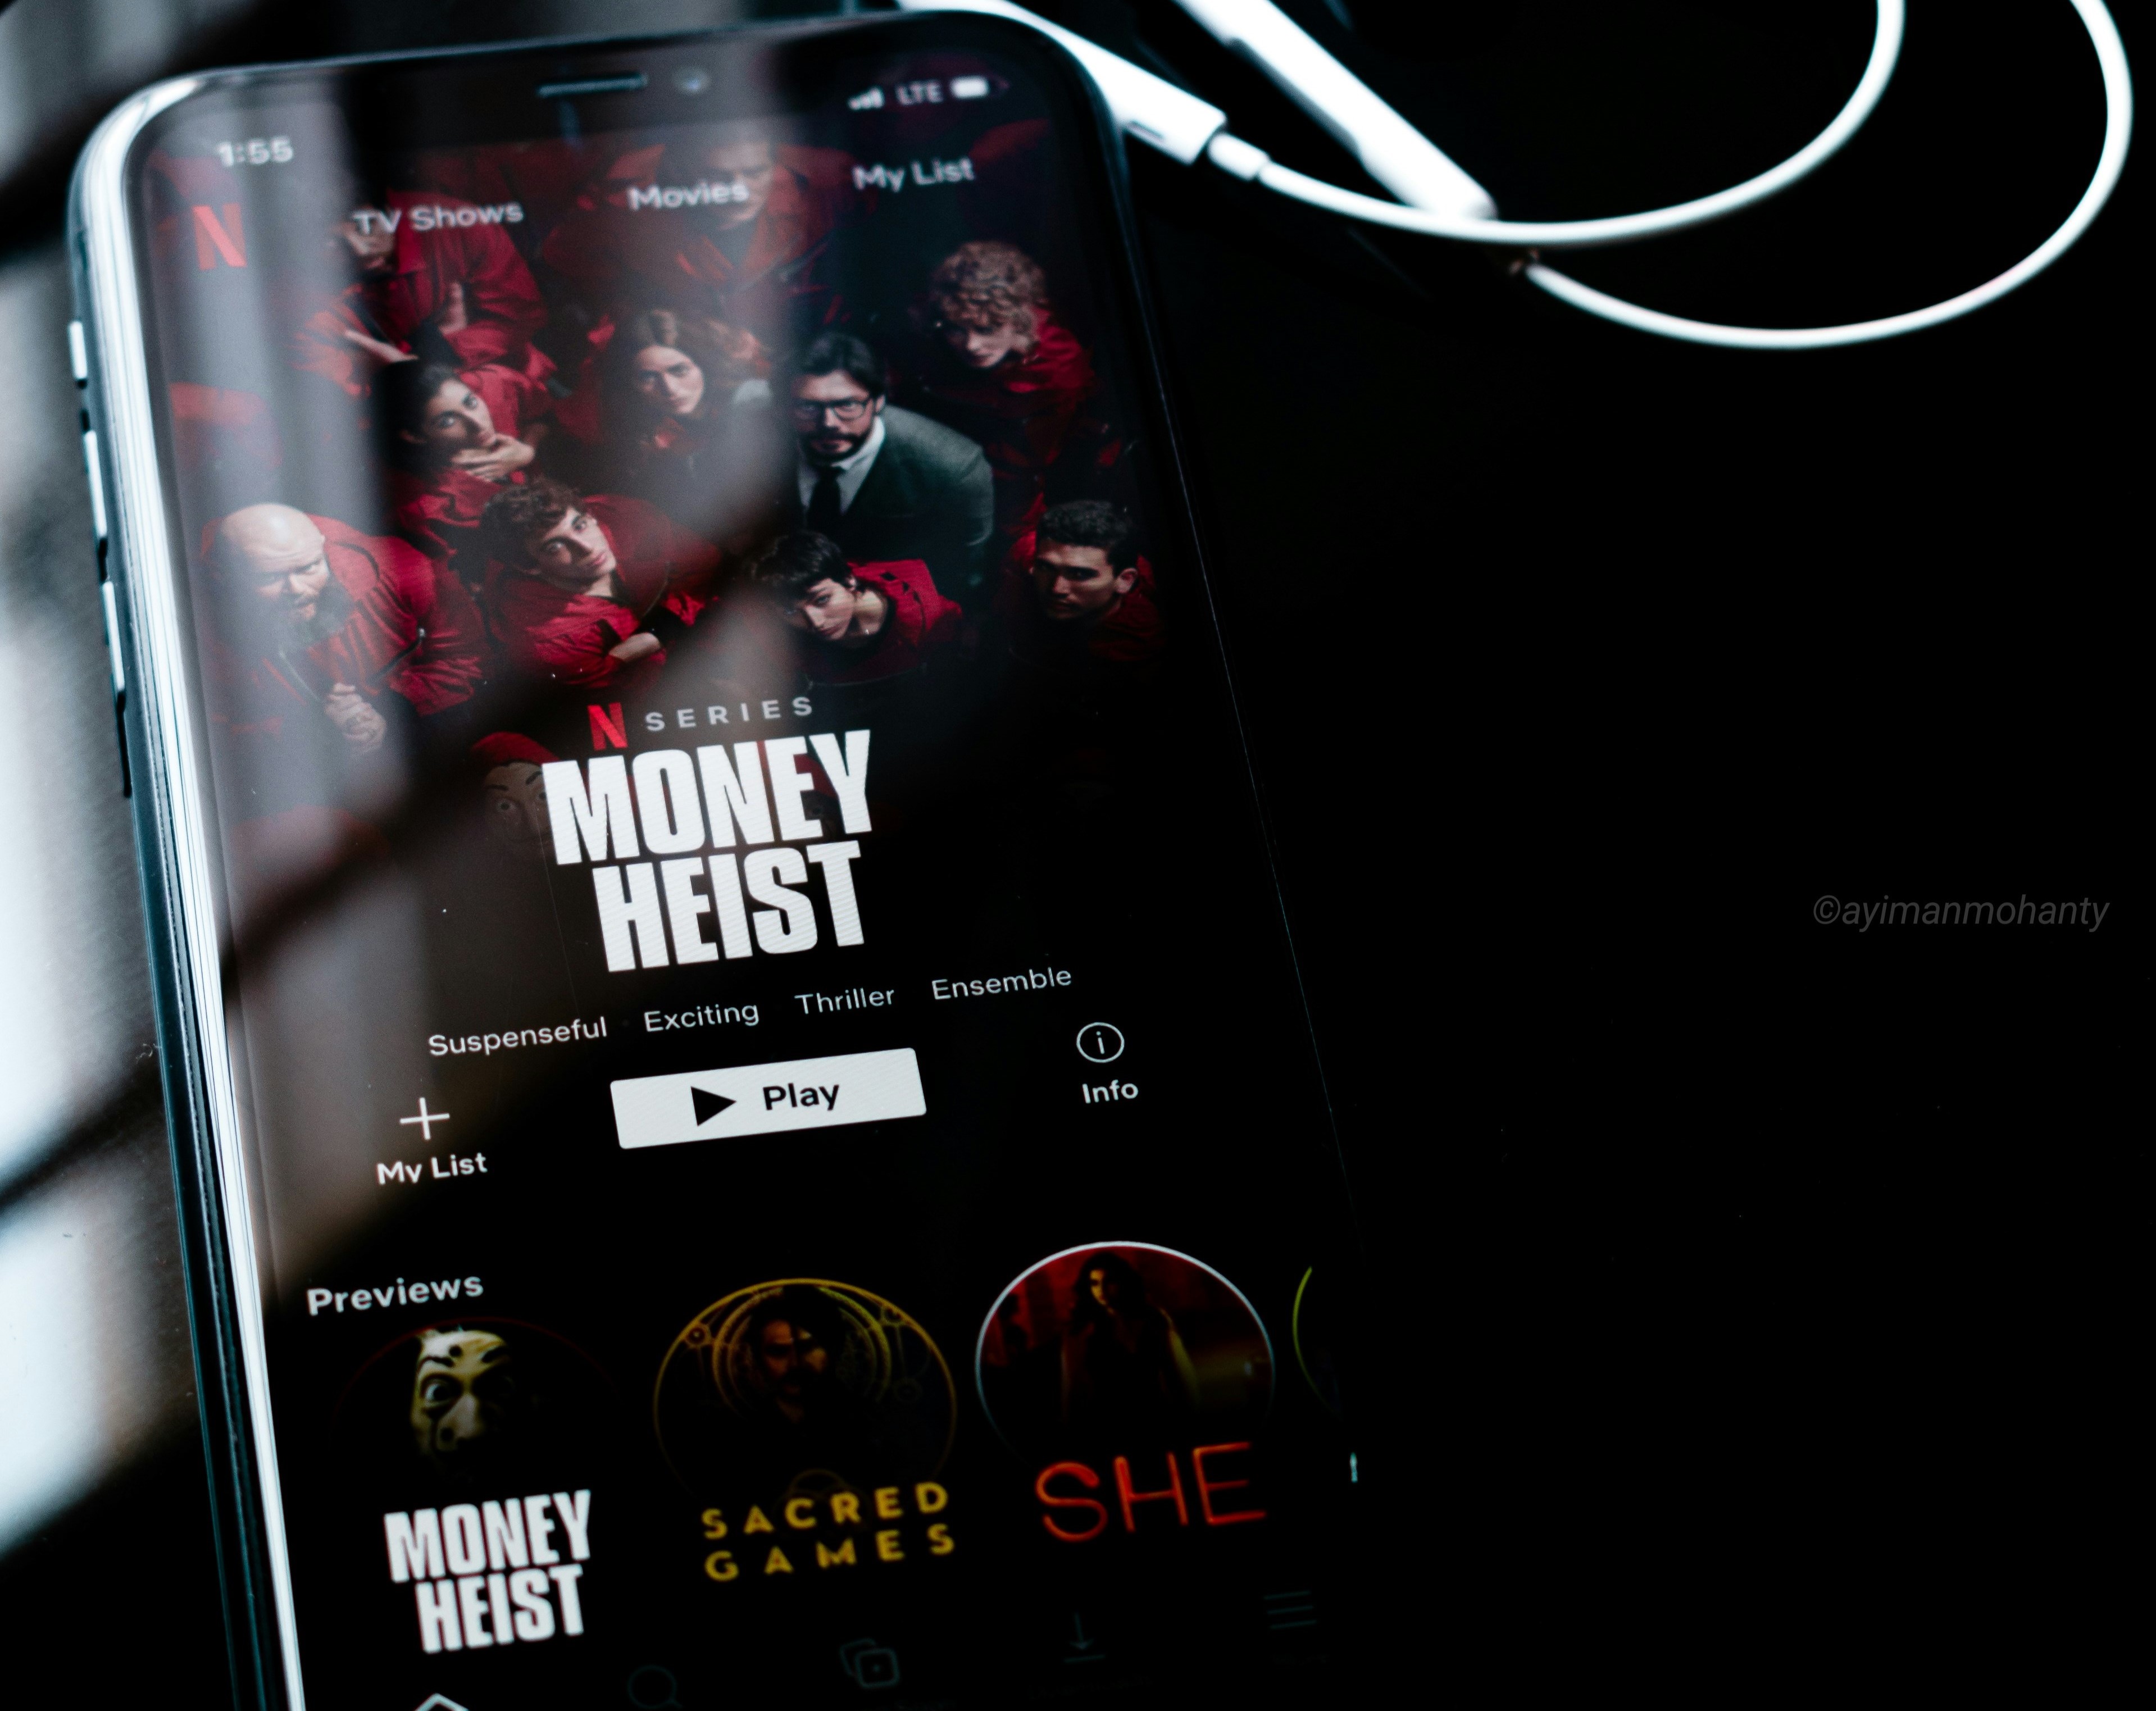 1:55 LTE
N TV Shows Movies My List
N SERIES
MONEY
HEIST
Suspenseful Exciting Thriller Ensemble
My List
Play
Info
Previews
MONEY
HEIST
SACRED
GAMES
SHE
©ayimanmohanty